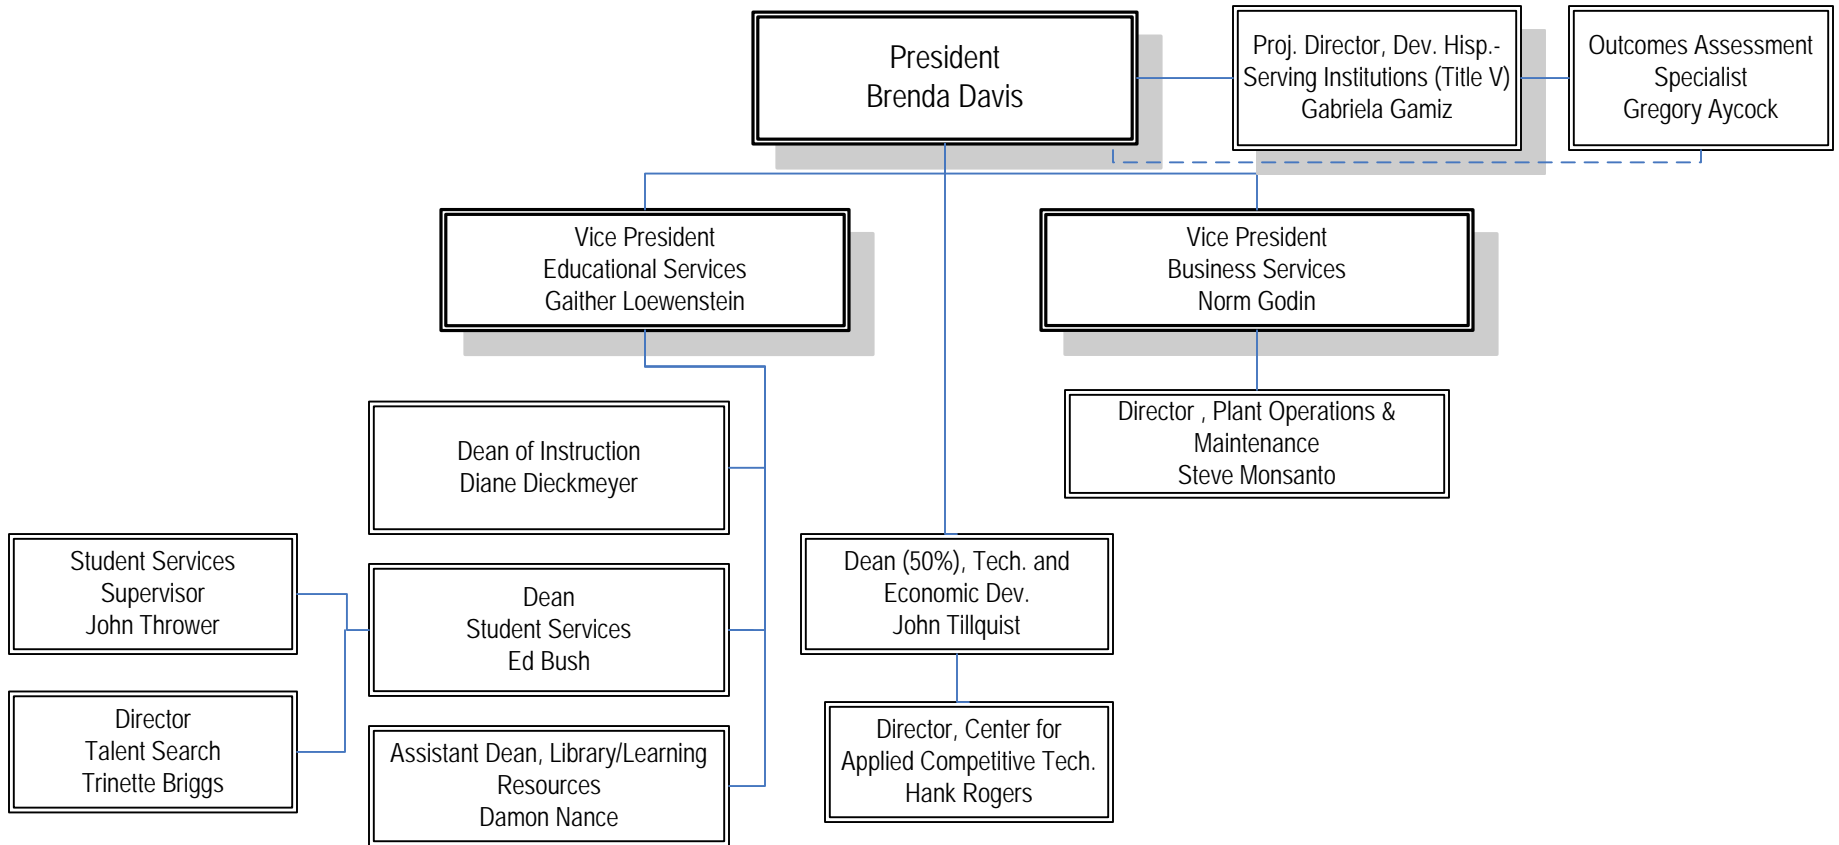 President
Brenda Davis
Proj. Director, Dev. Hisp.-
Serving Institutions (Title V)
Gabriela Gamiz
Outcomes Assessment
Specialist
Gregory Aycock
Vice President
Educational Services
Gaither Loewenstein
Vice President
Business Services
Norm Godin
Director , Plant Operations &
Maintenance
Steve Monsanto
Dean of Instruction
Diane Dieckmeyer
Student Services
Supervisor
John Thrower
Dean
Student Services
Ed Bush
Dean (50%), Tech. and
Economic Dev.
John Tillquist
Director
Talent Search
Trinette Briggs
Assistant Dean, Library/Learning
Resources
Damon Nance
Director, Center for
Applied Competitive Tech.
Hank Rogers